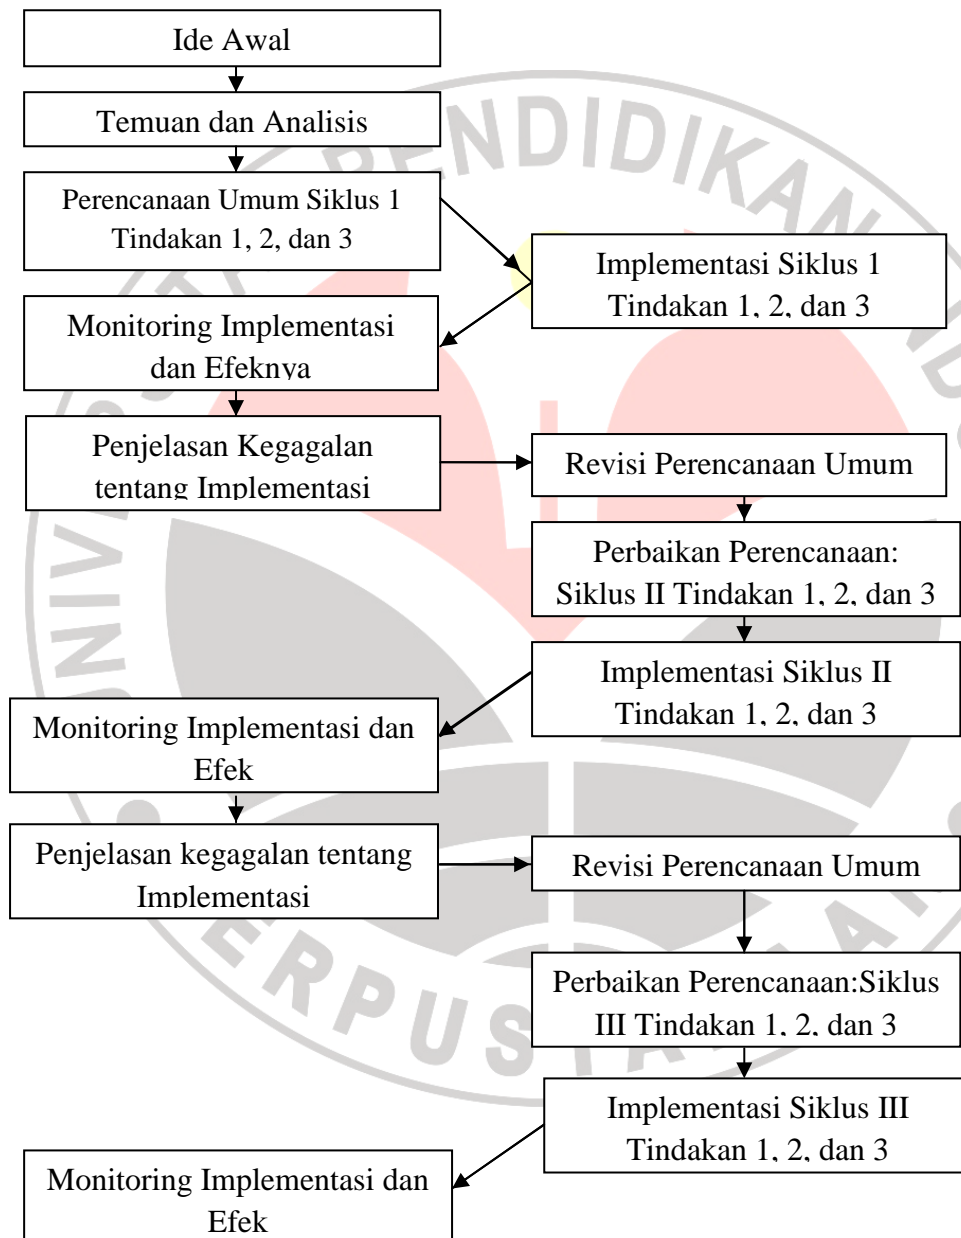 Ide Awal
Temuan dan Analisis
Perencanaan Umum Siklus 1
Tindakan 1, 2, dan 3
Implementasi Siklus 1
Tindakan 1, 2, dan 3
Monitoring Implementasi
dan Efeknya
Penjelasan Kegagalan
tentang Implementasi
Revisi Perencanaan Umum
Perbaikan Perencanaan:
Siklus II Tindakan 1, 2, dan 3
Implementasi Siklus II
Tindakan 1, 2, dan 3
Monitoring Implementasi dan
Efek
Penjelasan kegagalan tentang
Implementasi
Revisi Perencanaan Umum
Perbaikan Perencanaan:Siklus
III Tindakan 1, 2, dan 3
Implementasi Siklus III
Tindakan 1, 2, dan 3
Monitoring Implementasi dan
Efek